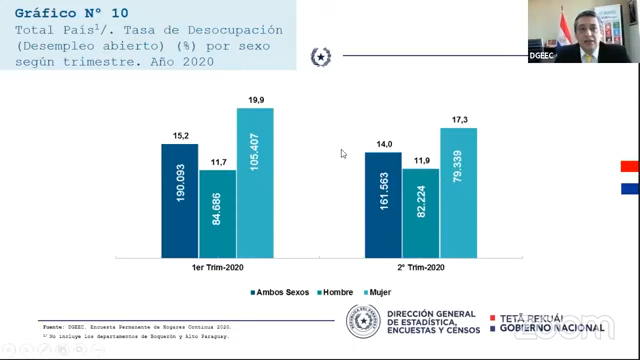 Gráfico Nº 10
Total País¹/. Tasa de Desocupación
(Desempleo abierto) (%) por sexo
según trimestre. Año 2020
DGEEC
15,2
11,7
19,9
14,0
11,9
17,3
190.093
84.686
105.407
161.563
82.224
79.339
1er Trim-2020
2° Trim-2020
Ambos Sexos
Hombre
Mujer
Fuente: DGEEC. Encuesta Permanente de Hogares Continua 2020.
¹/ No incluye los departamentos de Boquerón y Alto Paraguay.
DIRECCIÓN GENERAL
DE ESTADÍSTICA,
ENCUESTAS Y CENSOS
TETÃ REKUÁI
GOBIERNO NACIONAL
zoom